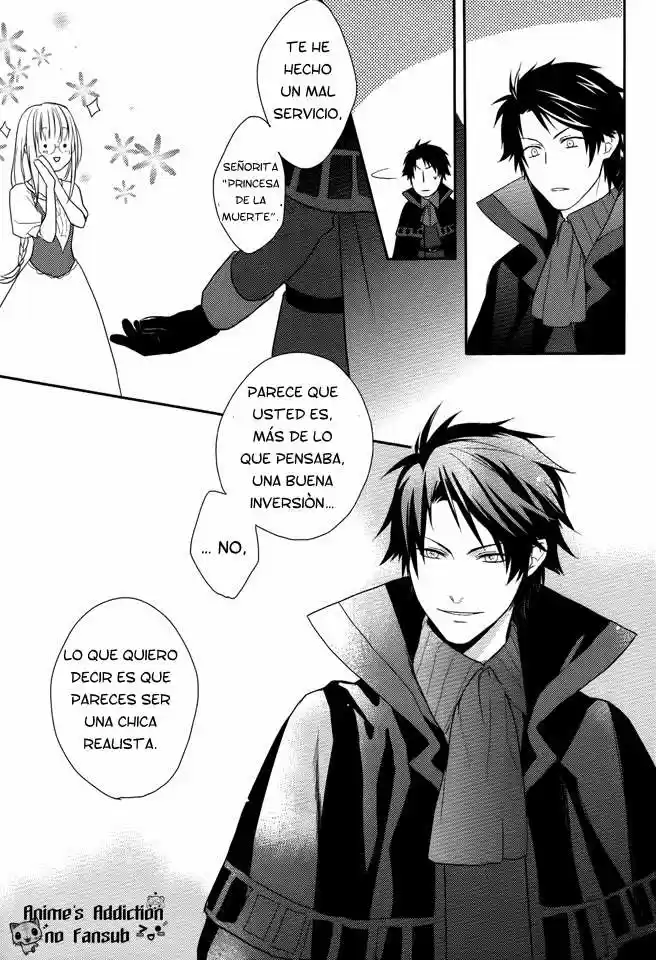 TE HE
HECHO
UN MAL
SERVICIO,
SEÑORITA
"PRINCESA
DE LA
MUERTE".
PARECE QUE
USTED ES,
MÁS DE LO
QUE PENSABA,
UNA BUENA
INVERSIÒN...
... NO,
LO QUE QUIERO
DECIR ES QUE
PARECES SER
UNA CHICA
REALISTA.
Anime's Addiction
no Fansub